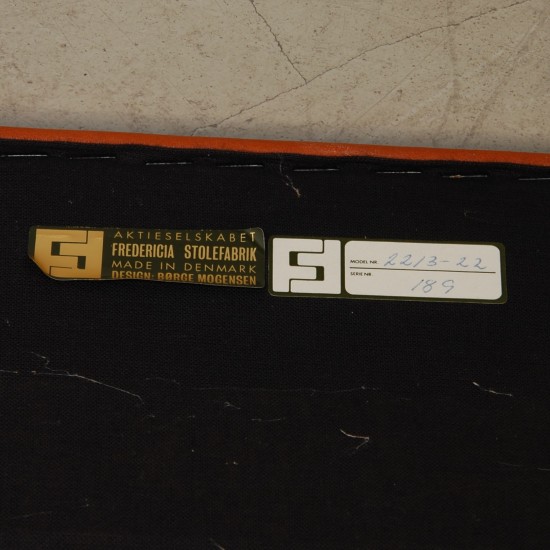 AKTIESELSKABET
FREDERICIA STOLEFABRIK
MADE IN DENMARK
DESIGN: BØRGE MOGENSEN
MODEL NR. 2213-22
SERIE NR. 189